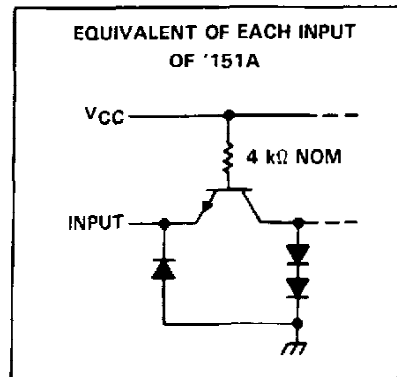 EQUIVALENT OF EACH INPUT
OF '151A
VCC
4 kΩ NOM
INPUT